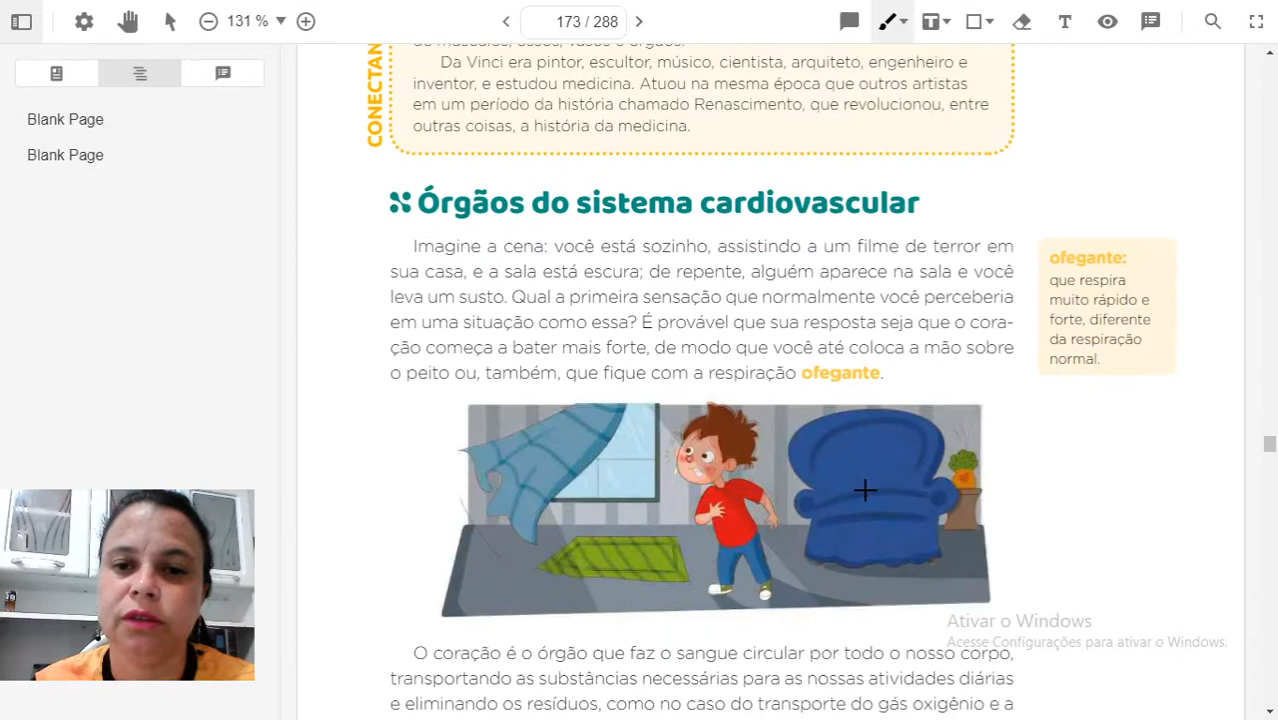 131 %
173 / 288
Blank Page
Blank Page
CONECTAN
de músculos, ossos, vasos e órgãos.
Da Vinci era pintor, escultor, músico, cientista, arquiteto, engenheiro e
inventor, e estudou medicina. Atuou na mesma época que outros artistas
em um período da história chamado Renascimento, que revolucionou, entre
outras coisas, a história da medicina.
Órgãos do sistema cardiovascular
Imagine a cena: você está sozinho, assistindo a um filme de terror em
sua casa, e a sala está escura; de repente, alguém aparece na sala e você
leva um susto. Qual a primeira sensação que normalmente você perceberia
em uma situação como essa? É provável que sua resposta seja que o cora-
ção começa a bater mais forte, de modo que você até coloca a mão sobre
o peito ou, também, que fique com a respiração ofegante.
ofegante:
que respira
muito rápido e
forte, diferente
da respiração
normal.
Ativar o Windows
Acesse Configurações para ativar o Windows.
O coração é o órgão que faz o sangue circular por todo o nosso corpo,
transportando as substâncias necessárias para as nossas atividades diárias
e eliminando os resíduos, como no caso do transporte do gás oxigênio e a